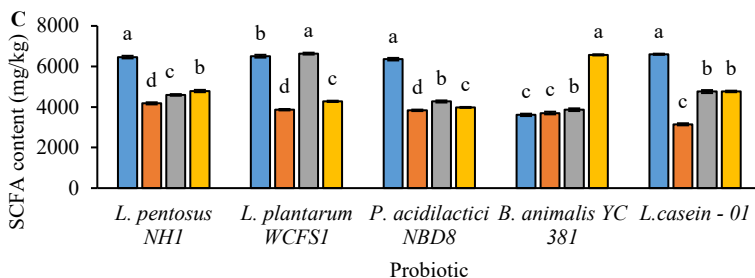 C
SCFA content (mg/kg)
8000
6000
4000
2000
0
a d c b
b d a c
a d b c
c c b a
a c b b
L. pentosus NH1
L. plantarum WCFS1
P. acidilactici NBD8
B. animalis YC 381
L.casein - 01
Probiotic